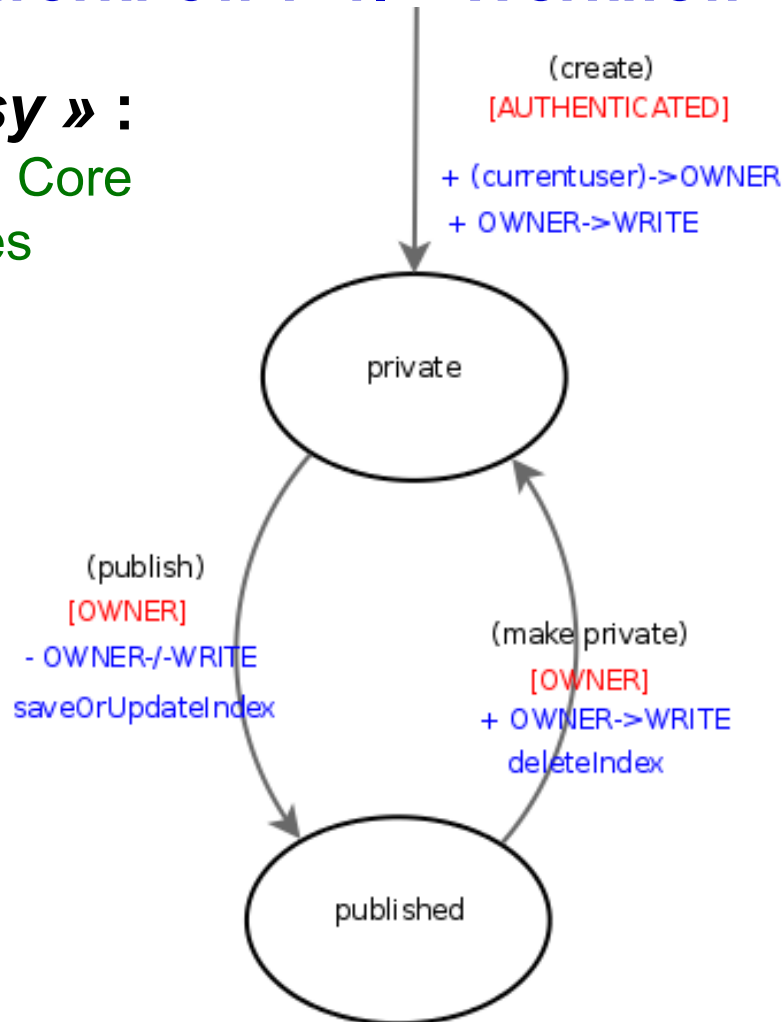 (create)
sy » :
[AUTHENTICATED]
Core
+ (currentuser)->OWNER
+ OWNER->WRITE
es
private
(publish)
[OWNER]
- OWNER-/-WRITE
saveOrUpdateIndex
(make private)
[OWNER]
+ OWNER->WRITE
deleteIndex
published